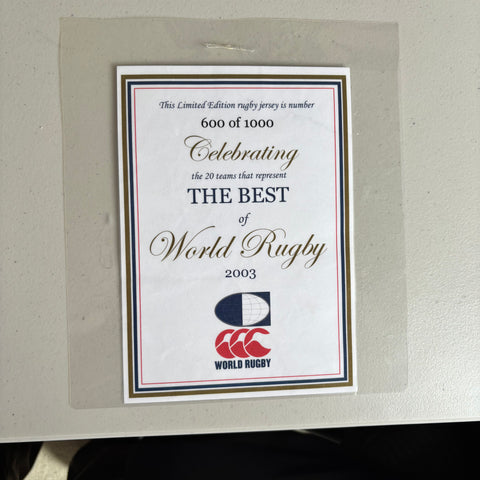 This Limited Edition rugby jersey is number
600 of 1000
Celebrating
the 20 teams that represent
THE BEST
of
World Rugby
2003
CCC
WORLD RUGBY